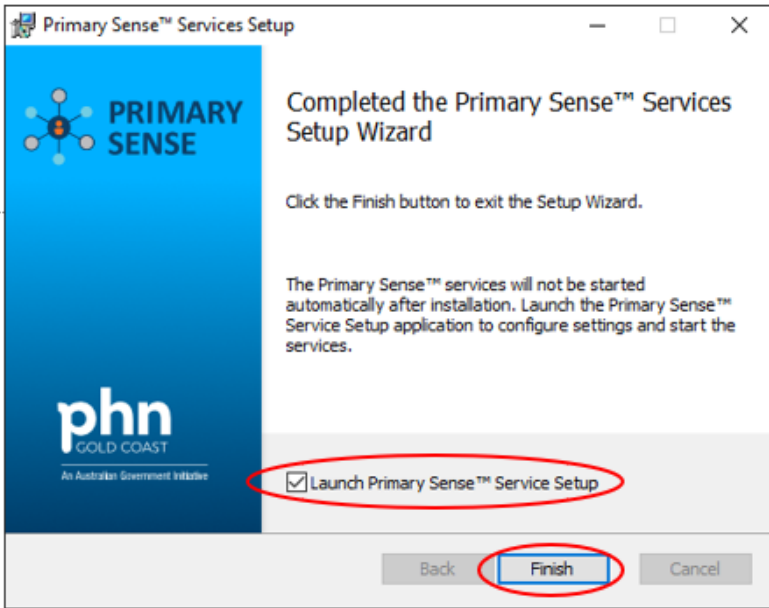 Primary Sense™ Services Setup
PRIMARY
SENSE
Completed the Primary Sense™ Services
Setup Wizard
Click the Finish button to exit the Setup Wizard.
The Primary Sense™ services will not be started
automatically after installation. Launch the Primary Sense™
Service Setup application to configure settings and start the
services.
phn
GOLD COAST
An Australian Government Initiative
Launch Primary Sense™ Service Setup
Back
Finish
Cancel